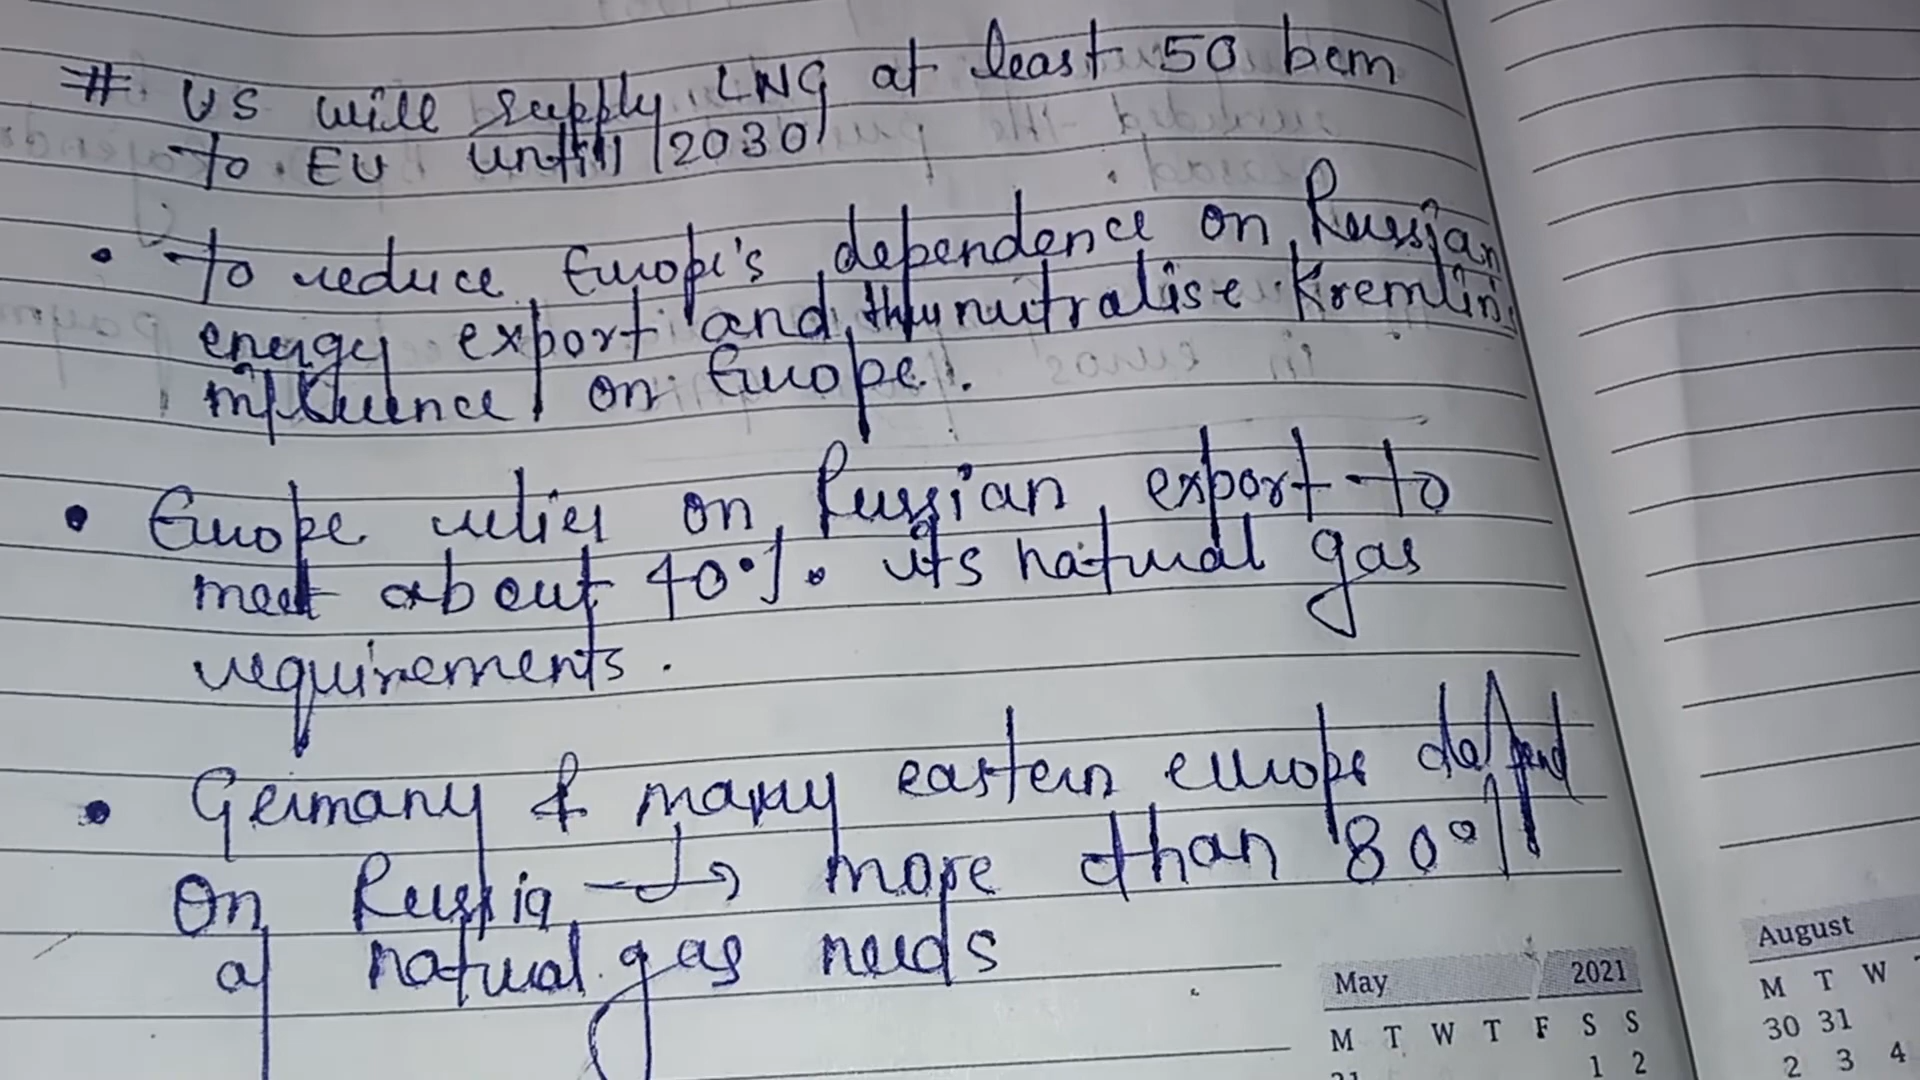 # US will supply LNG at least 50 bcm
to EU until 2030
• To reduce Europe's dependence on Russian
energy export and nutralise Kremlin
influence on Europe.
• Europe relies on Russian export to
meet about 40% its natural gas
requirements.
• Germany & many eastern europe depend
On Russia → more than 80%
of natural gas needs
May 2021
M T W T F S S
1 2
31
August
M T W
30 31
2 3 4